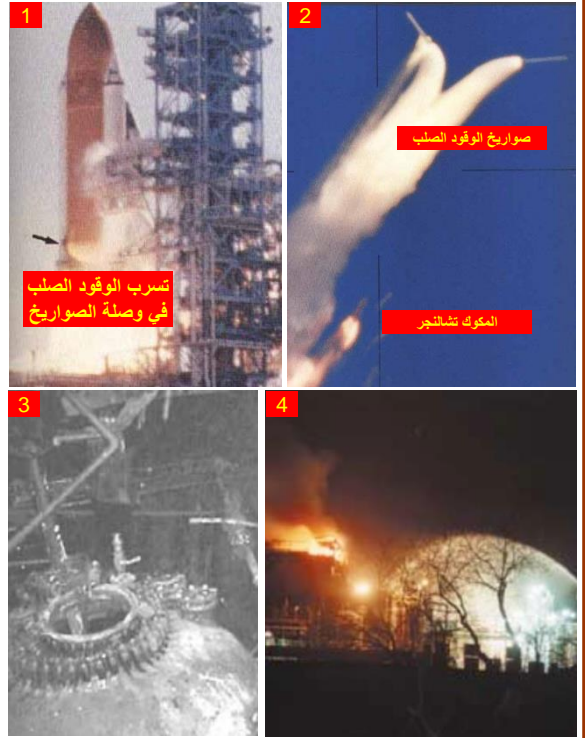 1
2
صواريخ الوقود الصلب
تسرب الوقود الصلب
في وصلة الصواريخ
المكوك تشالنجر
3
4